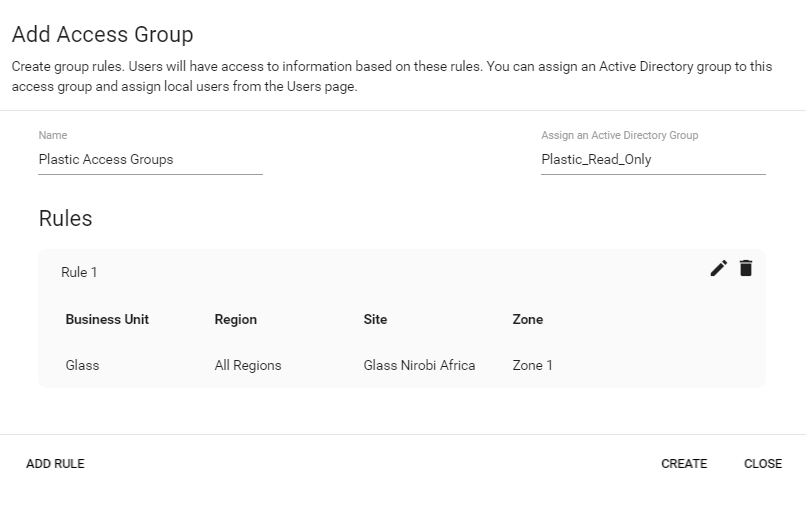 Add Access Group
Create group rules. Users will have access to information based on these rules. You can assign an Active Directory group to this
access group and assign local users from the Users page.
Name
Assign an Active Directory Group
Plastic Access Groups
Plastic_Read_Only
Rules
Rule 1
Business Unit Region Site Zone
Glass All Regions Glass Nirobi Africa Zone 1
ADD RULE CREATE CLOSE